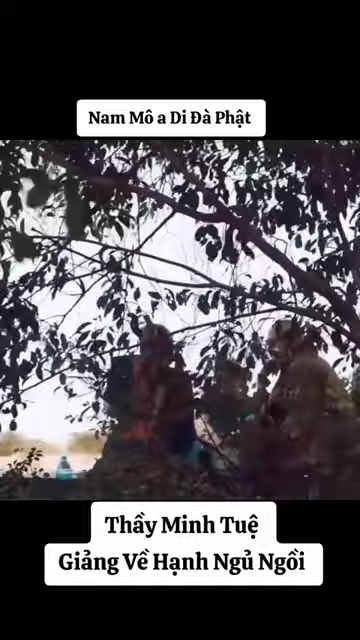 Nam Mô a Di Đà Phật
Thầy Minh Tuệ
Giảng Về Hạnh Ngủ Ngồi